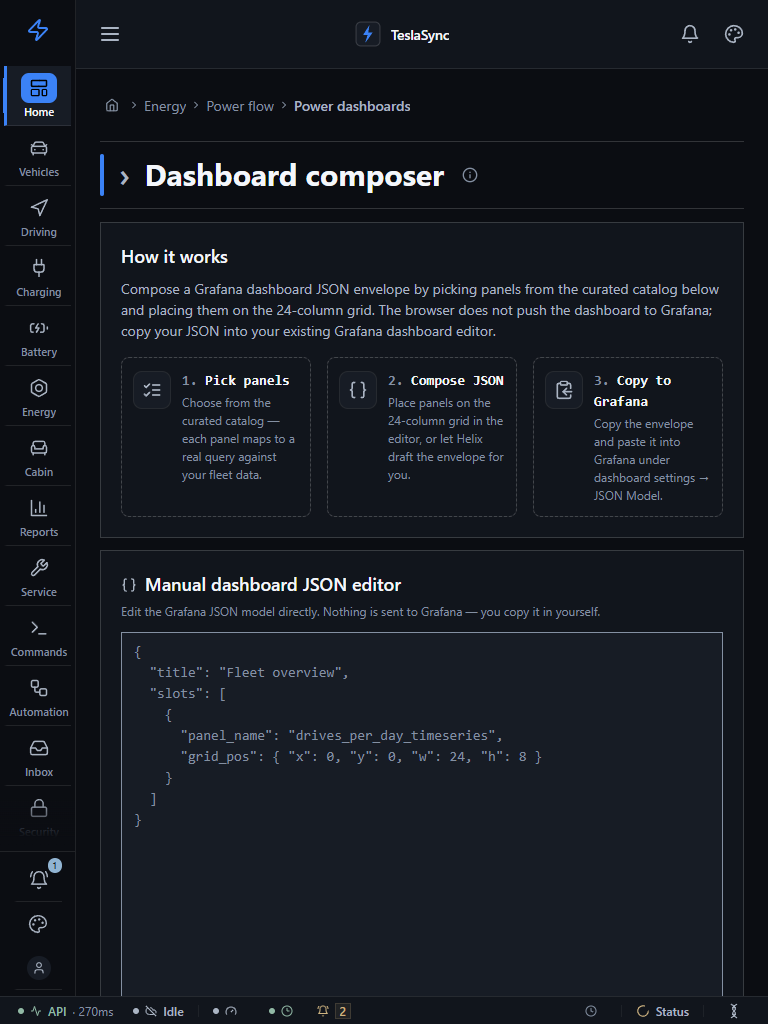 TeslaSync
Home
Vehicles
Driving
Charging
Battery
Energy
Cabin
Reports
Service
Commands
Automation
Inbox
Security
1
Energy
Power flow
Power dashboards
Dashboard composer
How it works
Compose a Grafana dashboard JSON envelope by picking panels from the curated catalog below
and placing them on the 24-column grid. The browser does not push the dashboard to Grafana;
copy your JSON into your existing Grafana dashboard editor.
1. Pick panels
Choose from the
curated catalog —
each panel maps to a
real query against
your fleet data.
2. Compose JSON
Place panels on the
24-column grid in the
editor, or let Helix
draft the envelope for
you.
3. Copy to
Grafana
Copy the envelope
and paste it into
Grafana under
dashboard settings →
JSON Model.
Manual dashboard JSON editor
Edit the Grafana JSON model directly. Nothing is sent to Grafana — you copy it in yourself.
{
  "title": "Fleet overview",
  "slots": [
    {
      "panel_name": "drives_per_day_timeseries",
      "grid_pos": { "x": 0, "y": 0, "w": 24, "h": 8 }
    }
  ]
}
API · 270ms
Idle
2
Status